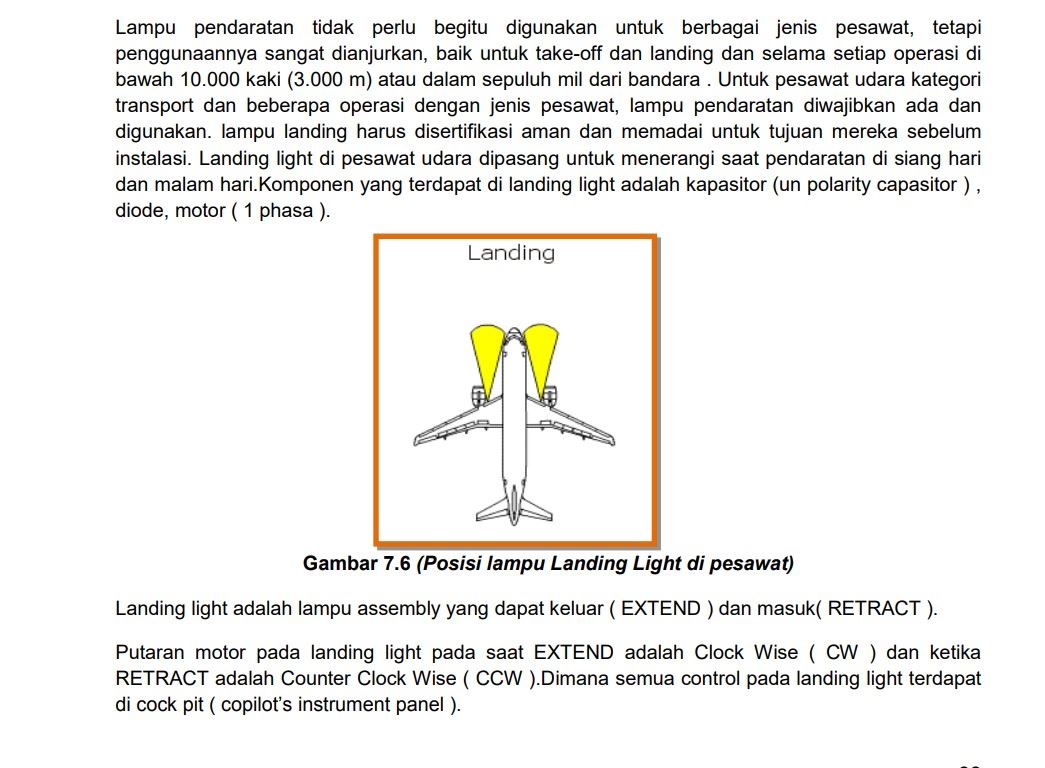 Lampu pendaratan tidak perlu begitu digunakan untuk berbagai jenis pesawat, tetapi
penggunaannya sangat dianjurkan, baik untuk take-off dan landing dan selama setiap operasi di
bawah 10.000 kaki (3.000 m) atau dalam sepuluh mil dari bandara . Untuk pesawat udara kategori
transport dan beberapa operasi dengan jenis pesawat, lampu pendaratan diwajibkan ada dan
digunakan. lampu landing harus disertifikasi aman dan memadai untuk tujuan mereka sebelum
instalasi. Landing light di pesawat udara dipasang untuk menerangi saat pendaratan di siang hari
dan malam hari.Komponen yang terdapat di landing light adalah kapasitor (un polarity capasitor ) ,
diode, motor ( 1 phasa ).
Landing
Gambar 7.6 (Posisi lampu Landing Light di pesawat)
Landing light adalah lampu assembly yang dapat keluar ( EXTEND ) dan masuk( RETRACT ).
Putaran motor pada landing light pada saat EXTEND adalah Clock Wise ( CW ) dan ketika
RETRACT adalah Counter Clock Wise ( CCW ).Dimana semua control pada landing light terdapat
di cock pit ( copilot’s instrument panel ).